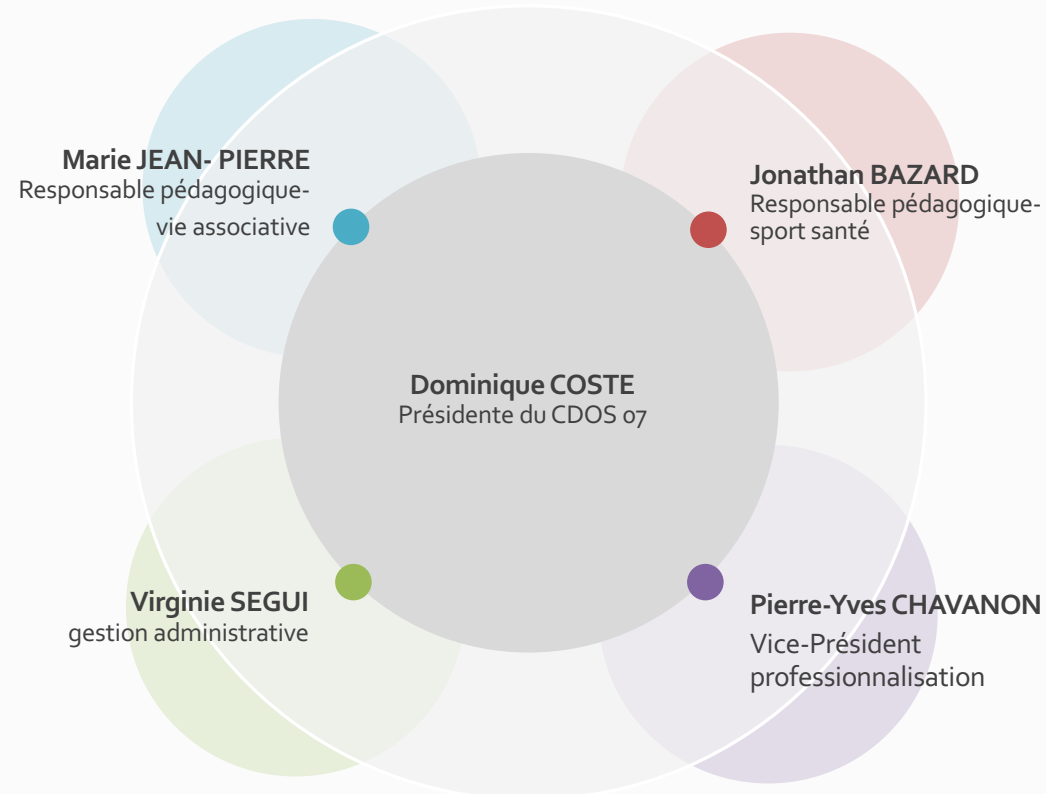 Marie JEAN- PIERRE
Responsable pédagogique-
vie associative
Jonathan BAZARD
Responsable pédagogique-
sport santé
Dominique COSTE
Présidente du CDOS 07
Virginie SEGUI
gestion administrative
Pierre-Yves CHAVANON
Vice-Président
professionnalisation